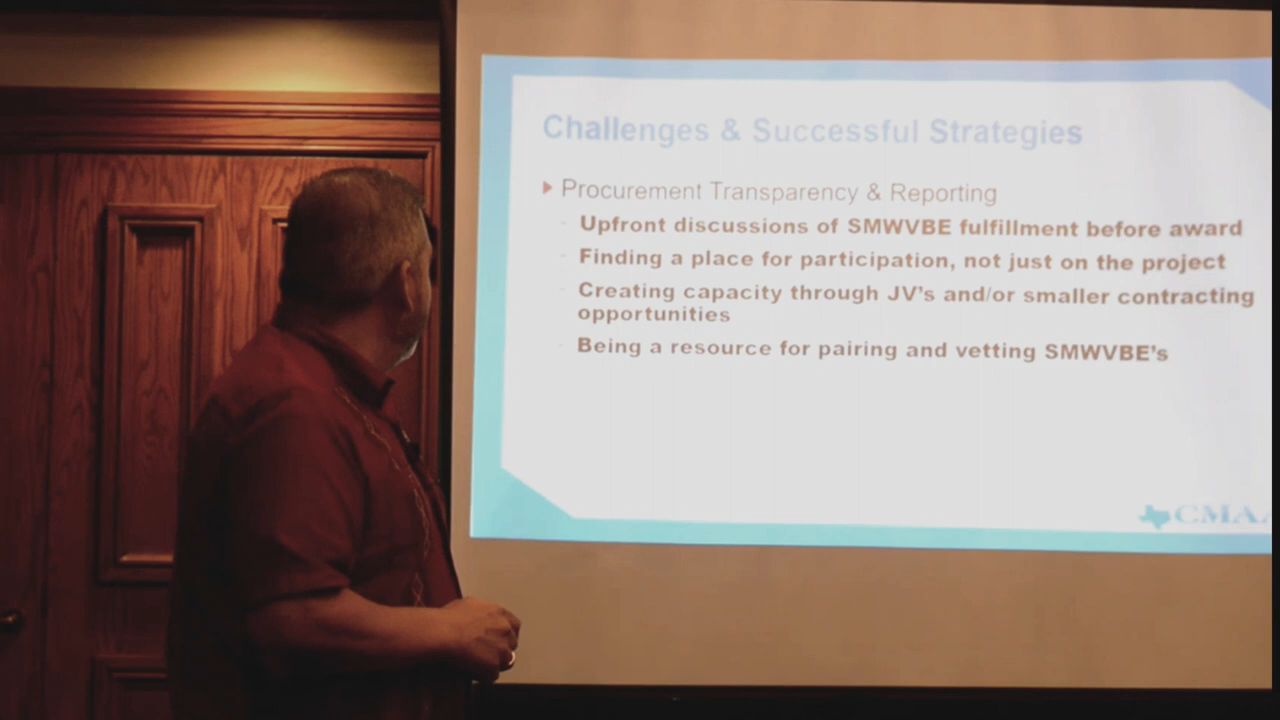 Challenges & Successful Strategies
Procurement Transparency & Reporting
Upfront discussions of SMWVBE fulfillment before award
Finding a place for participation, not just on the project
Creating capacity through JV's and/or smaller contracting
opportunities
Being a resource for pairing and vetting SMWVBE's
CMAA